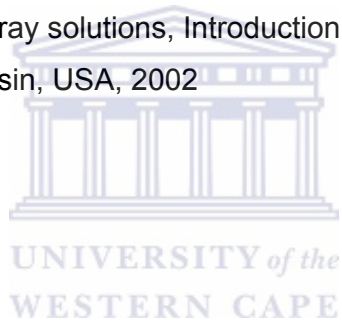 ray solutions, Introduction
sin, USA, 2002
UNIVERSITY of the
WESTERN CAPE